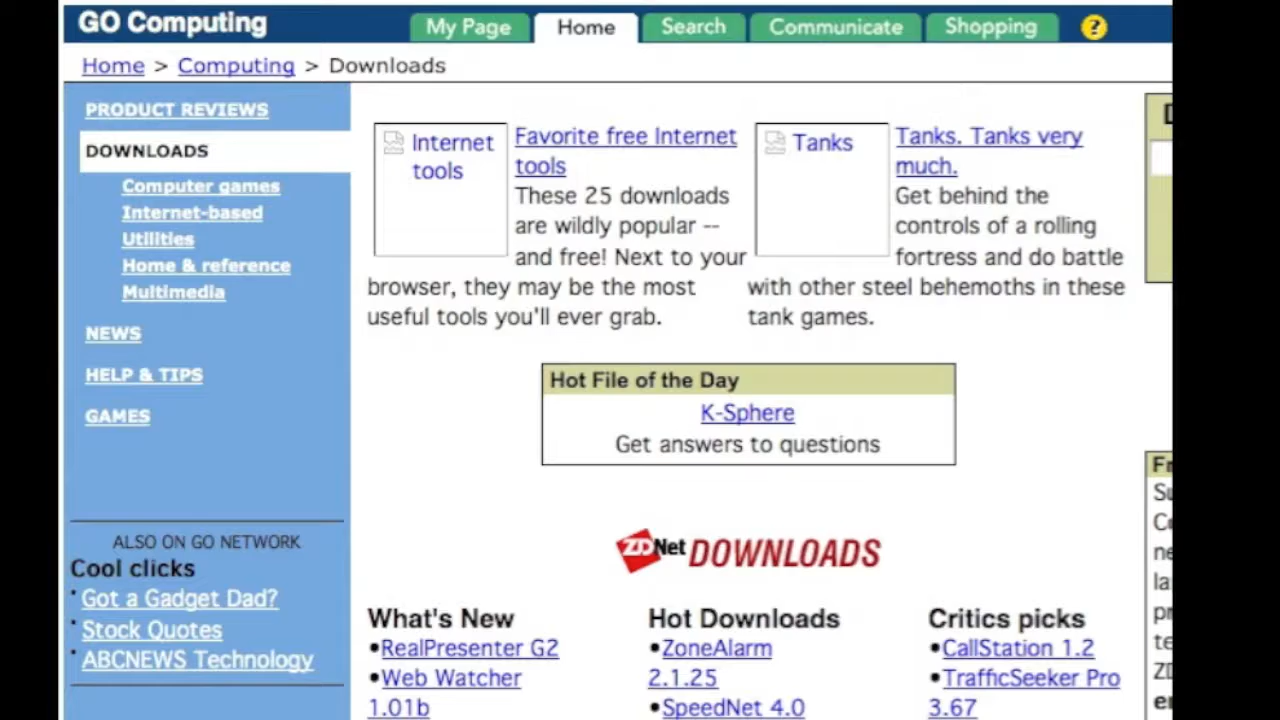 GO Computing
My Page
Home
Search
Communicate
Shopping
?
Home > Computing > Downloads
PRODUCT REVIEWS
DOWNLOADS
Computer games
Internet-based
Utilities
Home & reference
Multimedia
NEWS
HELP & TIPS
GAMES
ALSO ON GO NETWORK
Cool clicks
Got a Gadget Dad?
Stock Quotes
ABCNEWS Technology
Internet
tools
Favorite free Internet
tools
These 25 downloads
are wildly popular --
and free! Next to your
browser, they may be the most
useful tools you'll ever grab.
Tanks
Tanks. Tanks very
much.
Get behind the
controls of a rolling
fortress and do battle
with other steel behemoths in these
tank games.
Hot File of the Day
K-Sphere
Get answers to questions
ZDNet DOWNLOADS
What's New
•RealPresenter G2
•Web Watcher
1.01b
Hot Downloads
•ZoneAlarm
2.1.25
•SpeedNet 4.0
Critics picks
•CallStation 1.2
•TrafficSeeker Pro
3.67